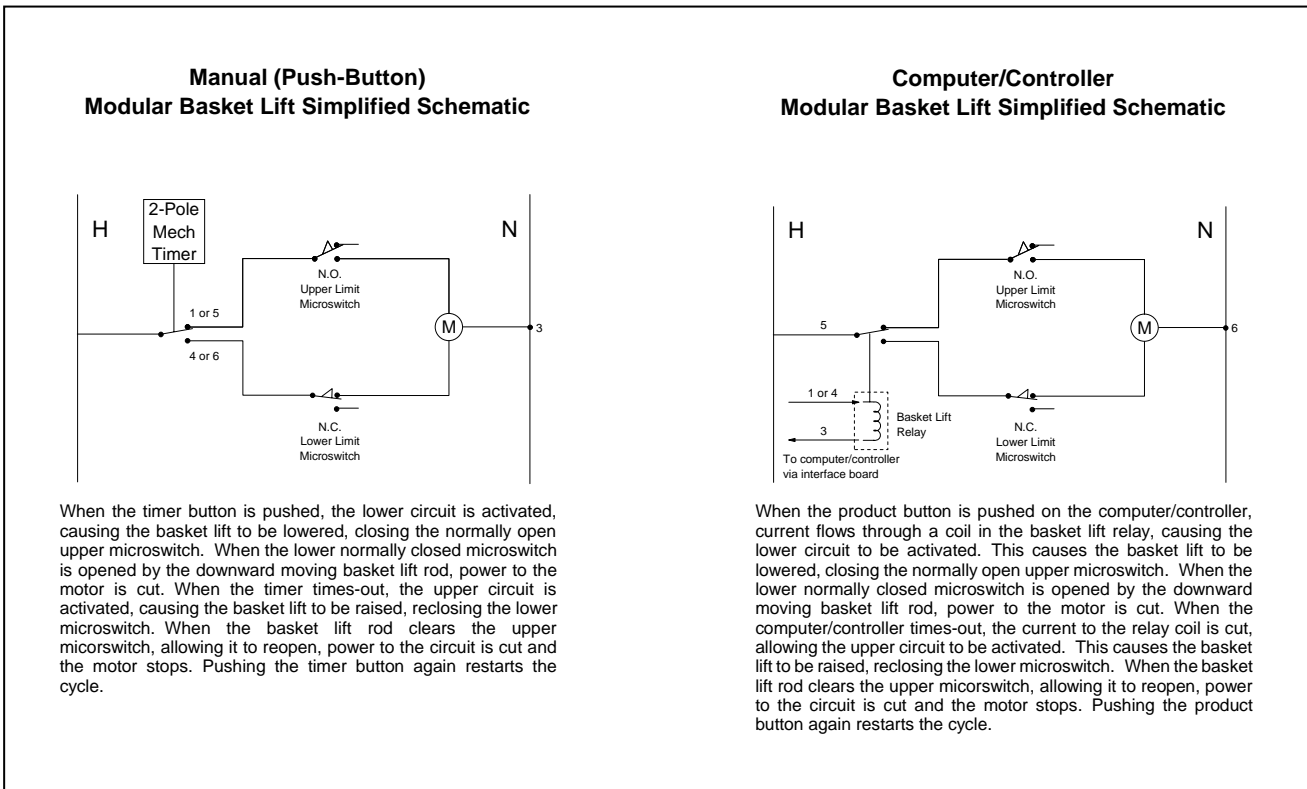 Manual (Push-Button)
Modular Basket Lift Simplified Schematic
2-Pole
Mech
Timer
H
N
N.O.
Upper Limit
Microswitch
1 or 5
M
3
4 or 6
N.C.
Lower Limit
Microswitch
When the timer button is pushed, the lower circuit is activated,
causing the basket lift to be lowered, closing the normally open
upper microswitch. When the lower normally closed microswitch
is opened by the downward moving basket lift rod, power to the
motor is cut. When the timer times-out, the upper circuit is
activated, causing the basket lift to be raised, reclosing the lower
microswitch. When the basket lift rod clears the upper
micorswitch, allowing it to reopen, power to the circuit is cut and
the motor stops. Pushing the timer button again restarts the
cycle.
Computer/Controller
Modular Basket Lift Simplified Schematic
H
N
N.O.
Upper Limit
Microswitch
5
M
6
1 or 4
Basket Lift
Relay
3
N.C.
Lower Limit
Microswitch
To computer/controller
via interface board
When the product button is pushed on the computer/controller,
current flows through a coil in the basket lift relay, causing the
lower circuit to be activated. This causes the basket lift to be
lowered, closing the normally open upper microswitch. When the
lower normally closed microswitch is opened by the downward
moving basket lift rod, power to the motor is cut. When the
computer/controller times-out, the current to the relay coil is cut,
allowing the upper circuit to be activated. This causes the basket
lift to be raised, reclosing the lower microswitch. When the basket
lift rod clears the upper micorswitch, allowing it to reopen, power
to the circuit is cut and the motor stops. Pushing the product
button again restarts the cycle.